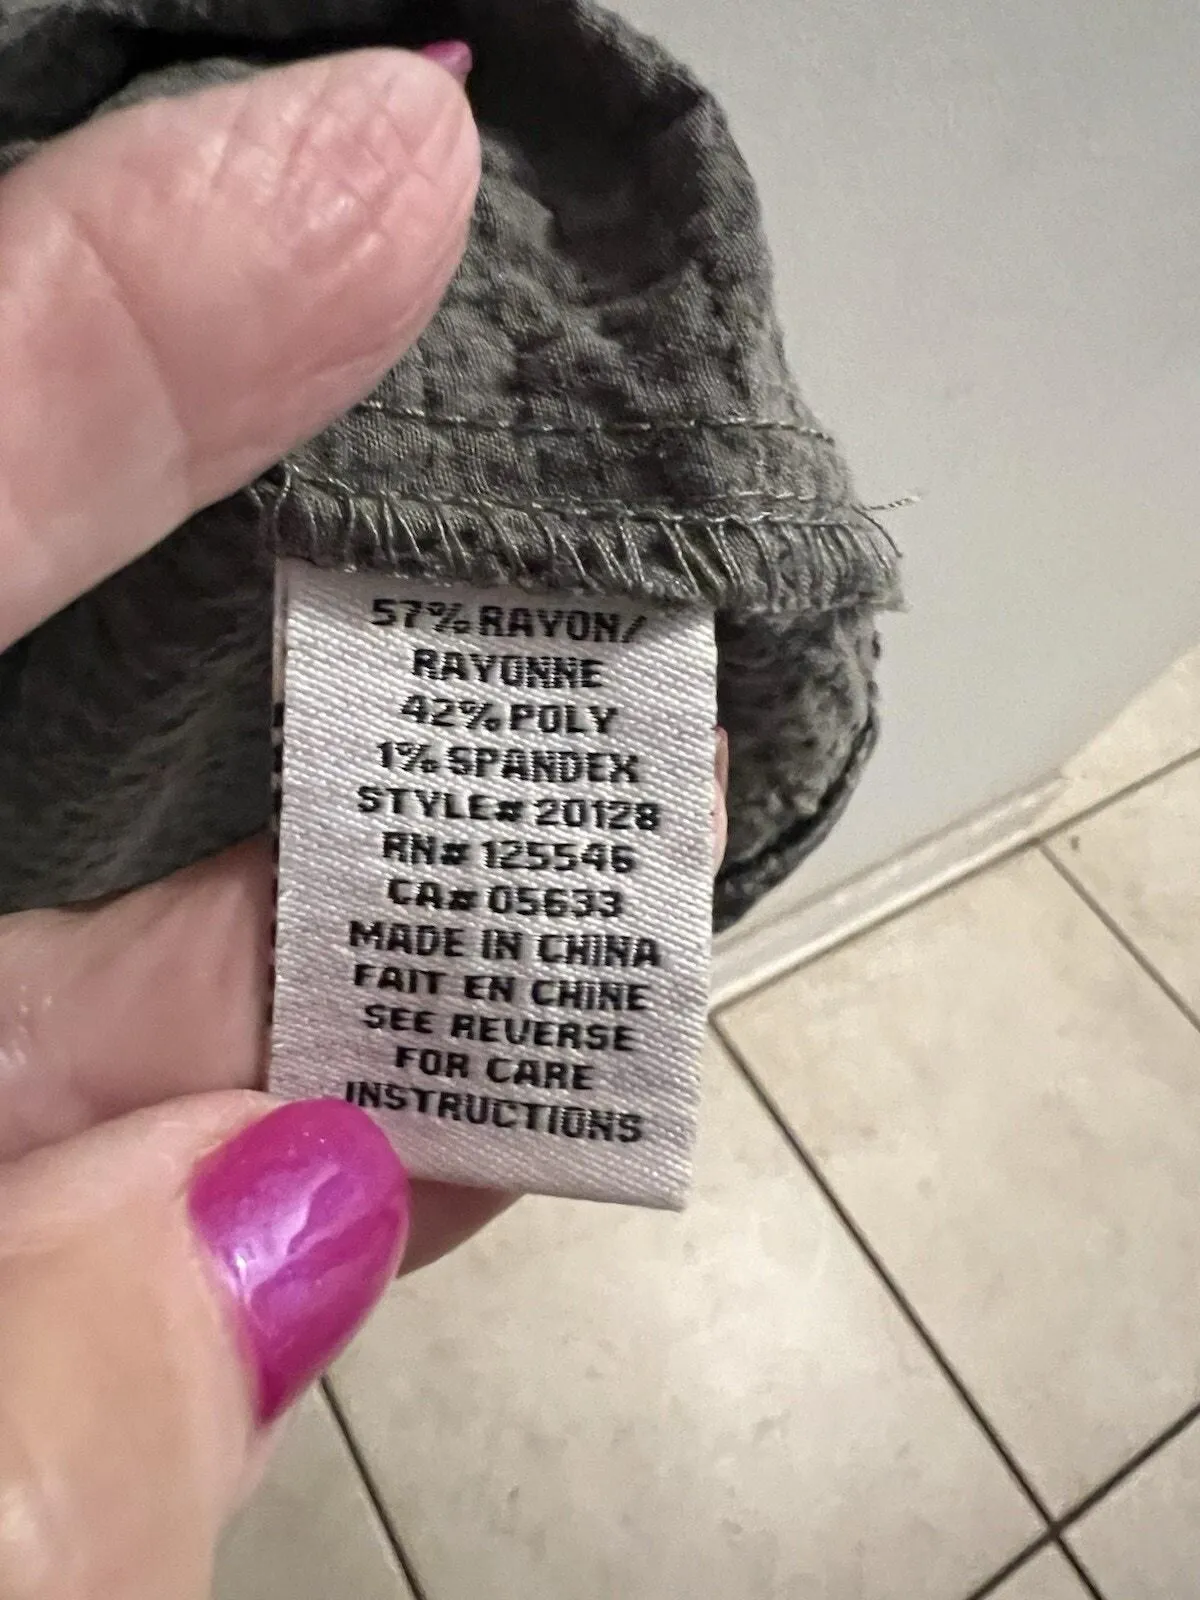 57% RAYON/
RAYONNE
42% POLY
1% SPANDEX
STYLE# 20128
RN# 125546
CA# 05633
MADE IN CHINA
FAIT EN CHINE
SEE REVERSE
FOR CARE
INSTRUCTIONS